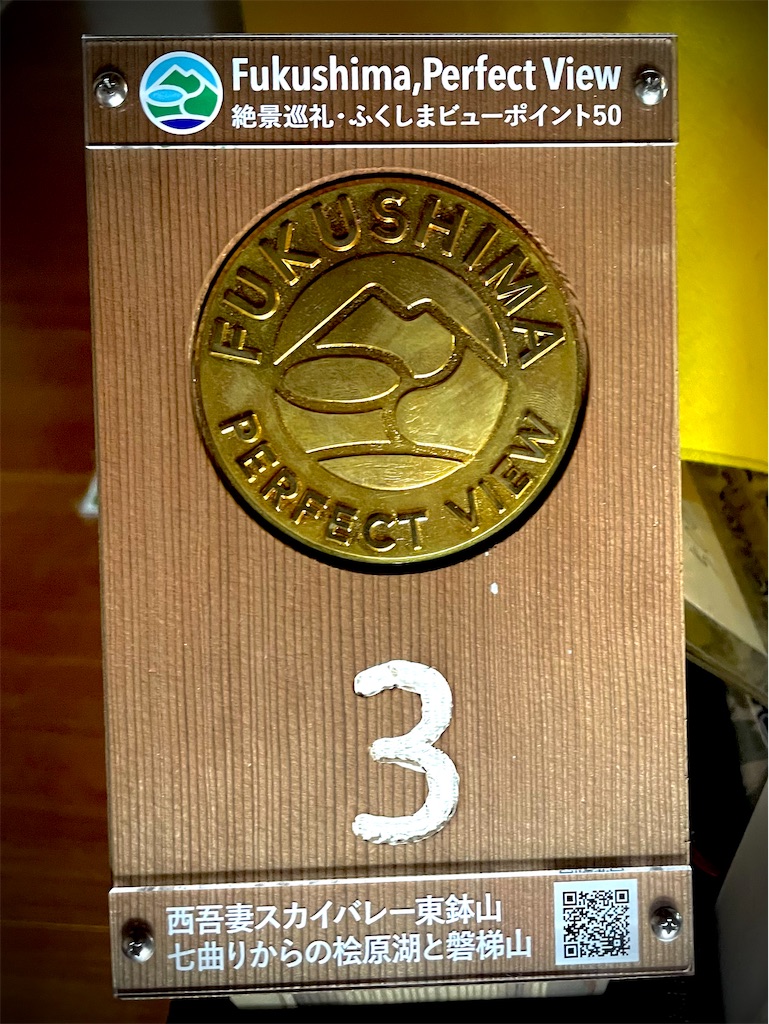 Fukushima,Perfect View
絶景巡礼・ふくしまビューポイント50
FUKUSHIMA
PERFECT VIEW
3
西吾妻スカイバレー東鉢山
七曲りからの桧原湖と磐梯山